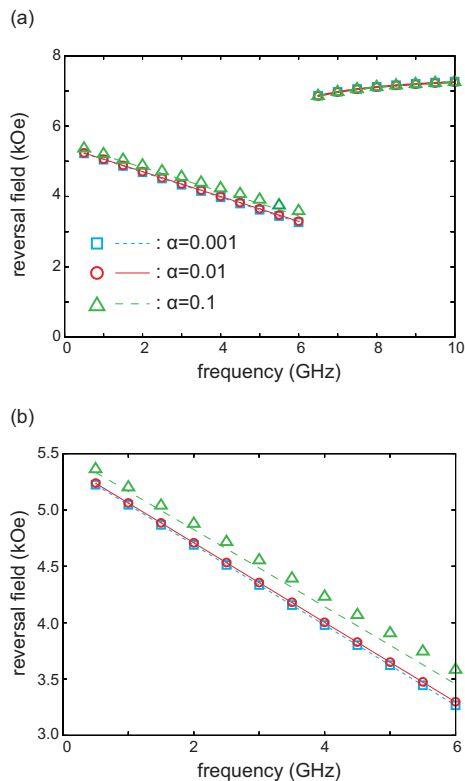 (a)
8
6
4
2
0
reversal field (kOe)
: α=0.001
: α=0.01
: α=0.1
0 2 4 6 8 10
frequency (GHz)
(b)
5.5
5.0
4.5
4.0
3.5
3.0
reversal field (kOe)
0 2 4 6
frequency (GHz)